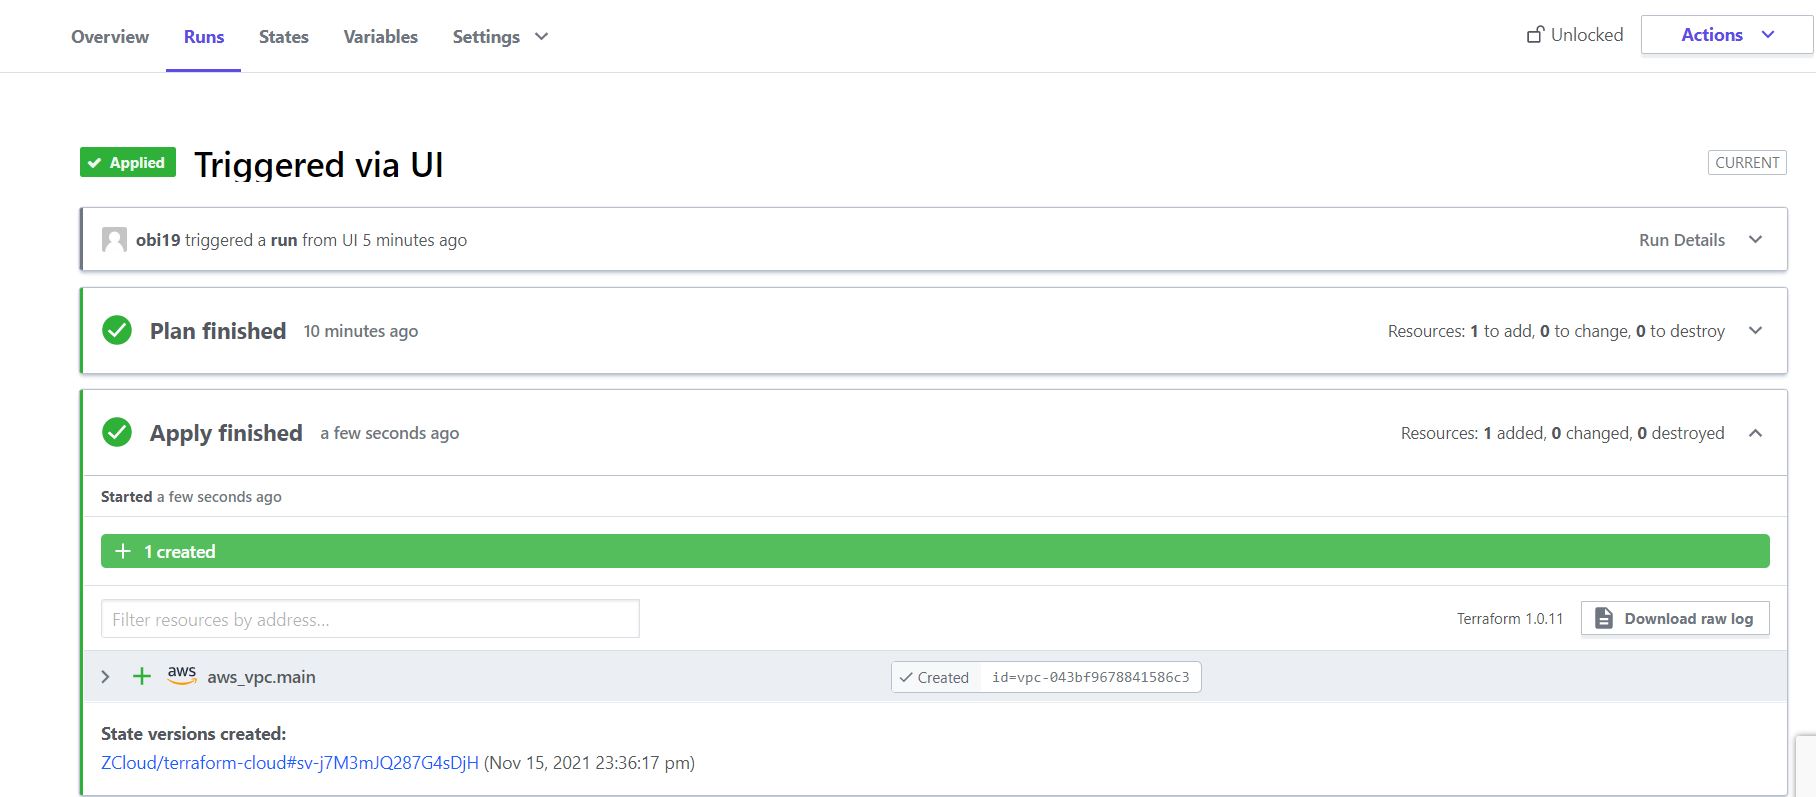 Overview Runs States Variables Settings Unlocked Actions
Applied Triggered via UI CURRENT
obi19 triggered a run from UI 5 minutes ago Run Details
Plan finished 10 minutes ago Resources: 1 to add, 0 to change, 0 to destroy
Apply finished a few seconds ago Resources: 1 added, 0 changed, 0 destroyed
Started a few seconds ago
+ 1 created
Filter resources by address... Terraform 1.0.11 Download raw log
+ aws aws_vpc.main Created id=vpc-043bf9678841586c3
State versions created:
ZCloud/terraform-cloud#sv-j7M3mJQ287G4sDjH (Nov 15, 2021 23:36:17 pm)